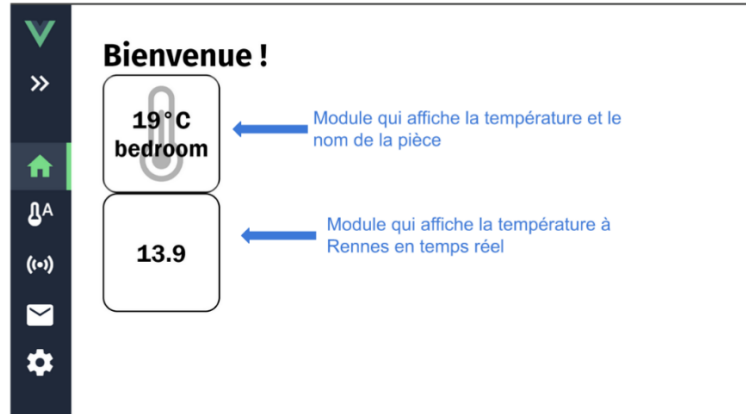 Bienvenue !
19°C
bedroom
Module qui affiche la température et le
nom de la pièce
A
13.9
Module qui affiche la température à
Rennes en temps réel